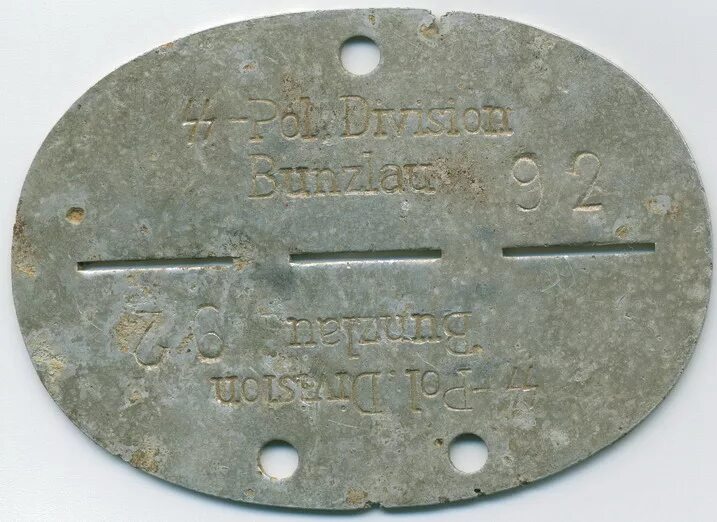 ᛋᛋ-Pol. Division
Bunzlau 92
ᛋᛋ-Pol. Division
Bunzlau 92